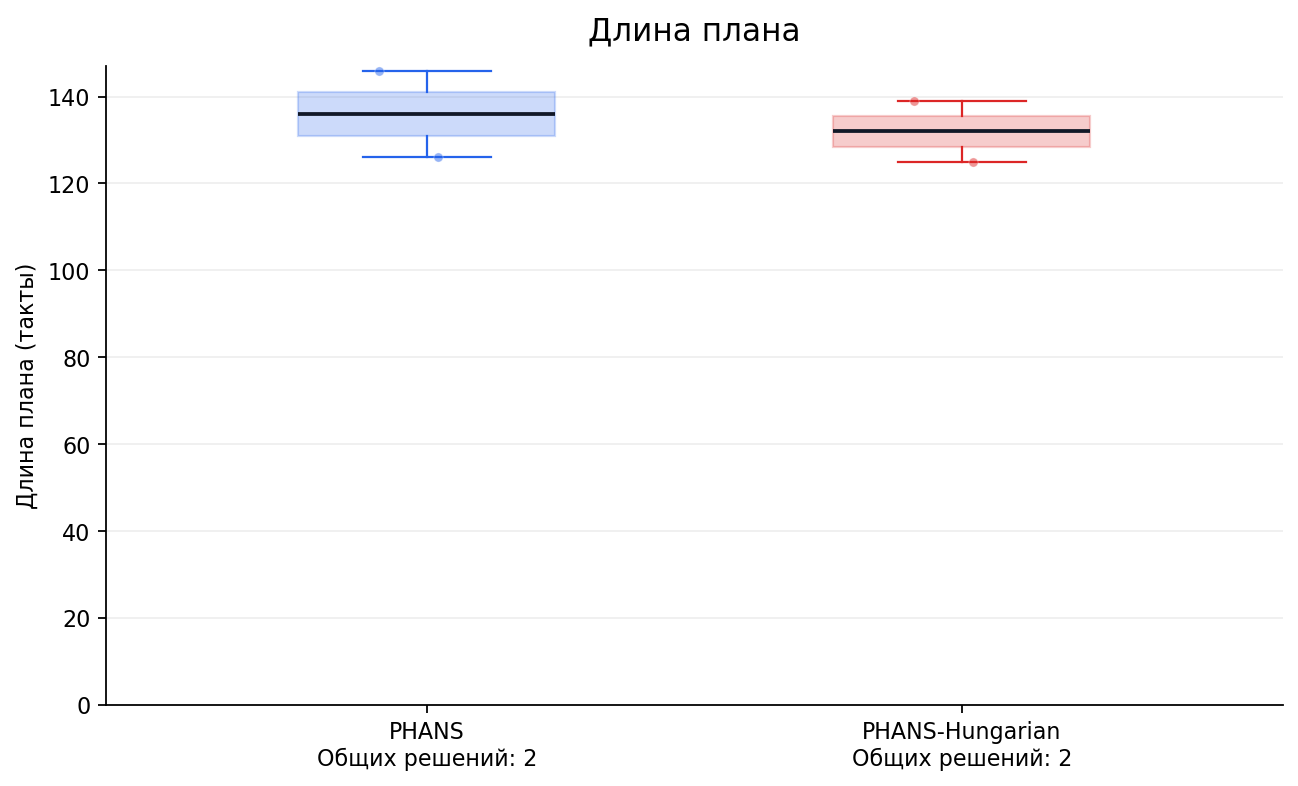 Длина плана
Длина плана (такты)
140
120
100
80
60
40
20
0
PHANS
Общих решений: 2
PHANS-Hungarian
Общих решений: 2